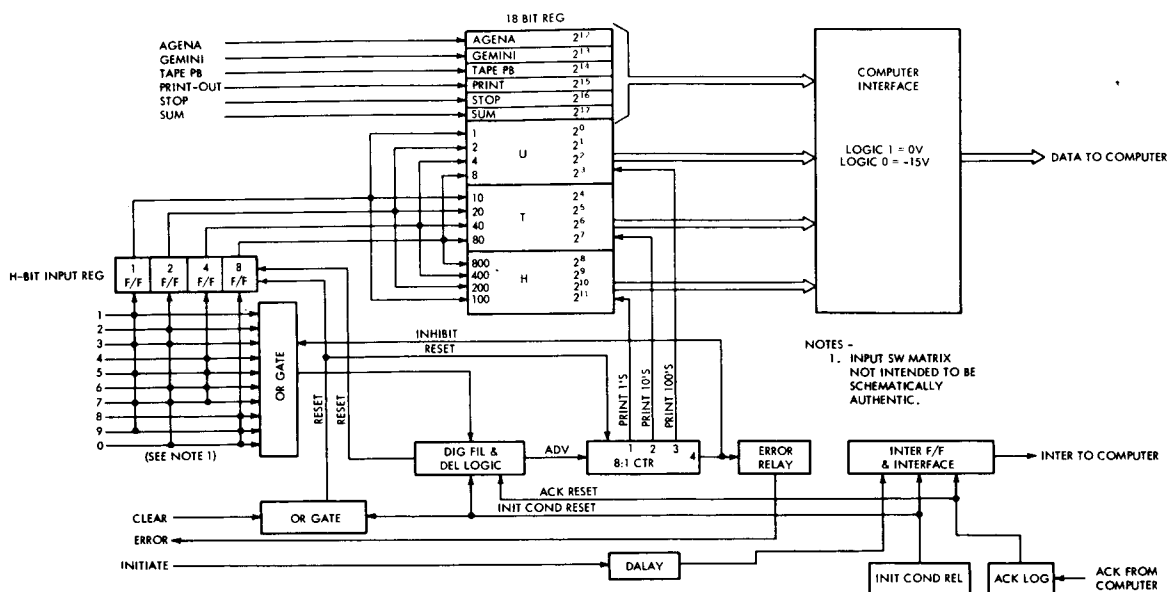 18 BIT REG
AGENA
GEMINI
TAPE PB
PRINT-OUT
STOP
SUM
AGENA 2^12
GEMINI 2^13
TAPE PB 2^14
PRINT 2^15
STOP 2^16
SUM 2^17
1 2^0
2 2^1
U
4 2^2
8 2^3
10 2^4
20 2^5
T
40 2^6
80 2^7
800 2^8
400 2^9
H
200 2^10
100 2^11
COMPUTER
INTERFACE
LOGIC 1 = 0V
LOGIC 0 = -15V
DATA TO COMPUTER
H-BIT INPUT REG
1 F/F
2 F/F
4 F/F
8 F/F
1
2
3
4
5
6
7
8
9
0
(SEE NOTE 1)
OR GATE
INHIBIT
RESET
RESET
RESET
PRINT 1'S
PRINT 10'S
PRINT 100'S
NOTES -
1. INPUT SW MATRIX
NOT INTENDED TO BE
SCHEMATICALLY
AUTHENTIC.
DIG FIL &
DEL LOGIC
ADV
1 2 3
8:1 CTR 4
ERROR
RELAY
INTER F/F
& INTERFACE
INTER TO COMPUTER
ACK RESET
INIT COND RESET
CLEAR
OR GATE
ERROR
INITIATE
DALAY
INIT COND REL
ACK LOG
ACK FROM
COMPUTER